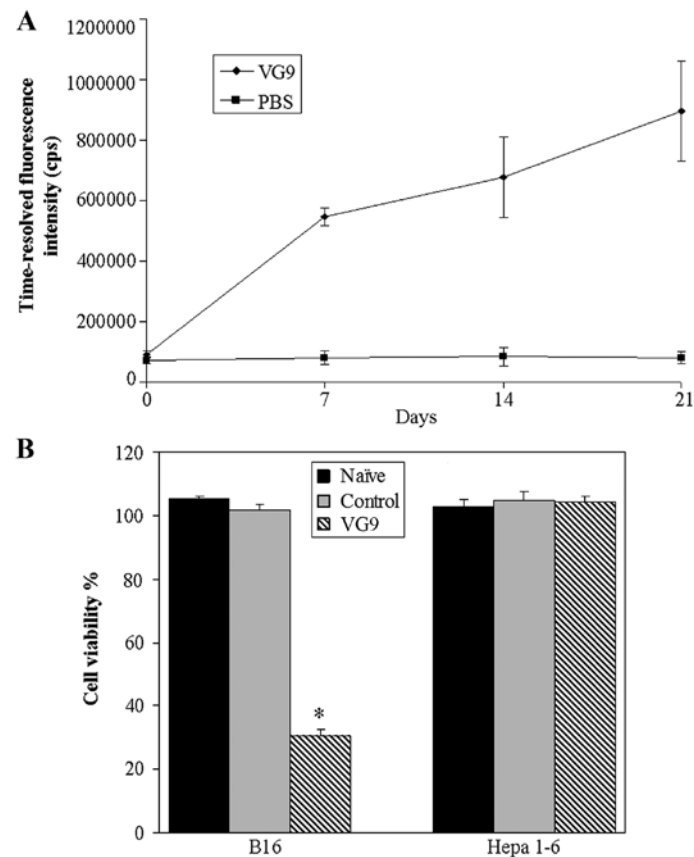 A
Time-resolved fluorescence
intensity (cps)
1200000
1000000
800000
600000
400000
200000
0
VG9
PBS
0 7 14 21
Days
B
Cell viability %
120
100
80
60
40
20
0
Naïve
Control
VG9
*
B16 Hepa 1-6